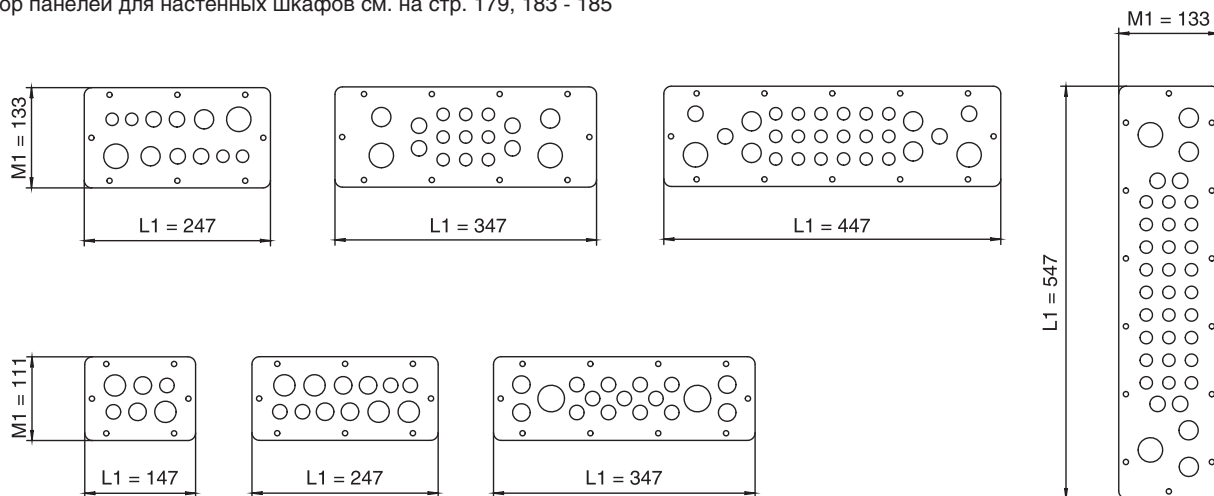 панелей для настенных шкафов см. на стр. 179, 183 - 185
M1 = 133
M1 = 133
L1 = 247
L1 = 347
L1 = 447
L1 = 547
M1 = 111
L1 = 147
L1 = 247
L1 = 347